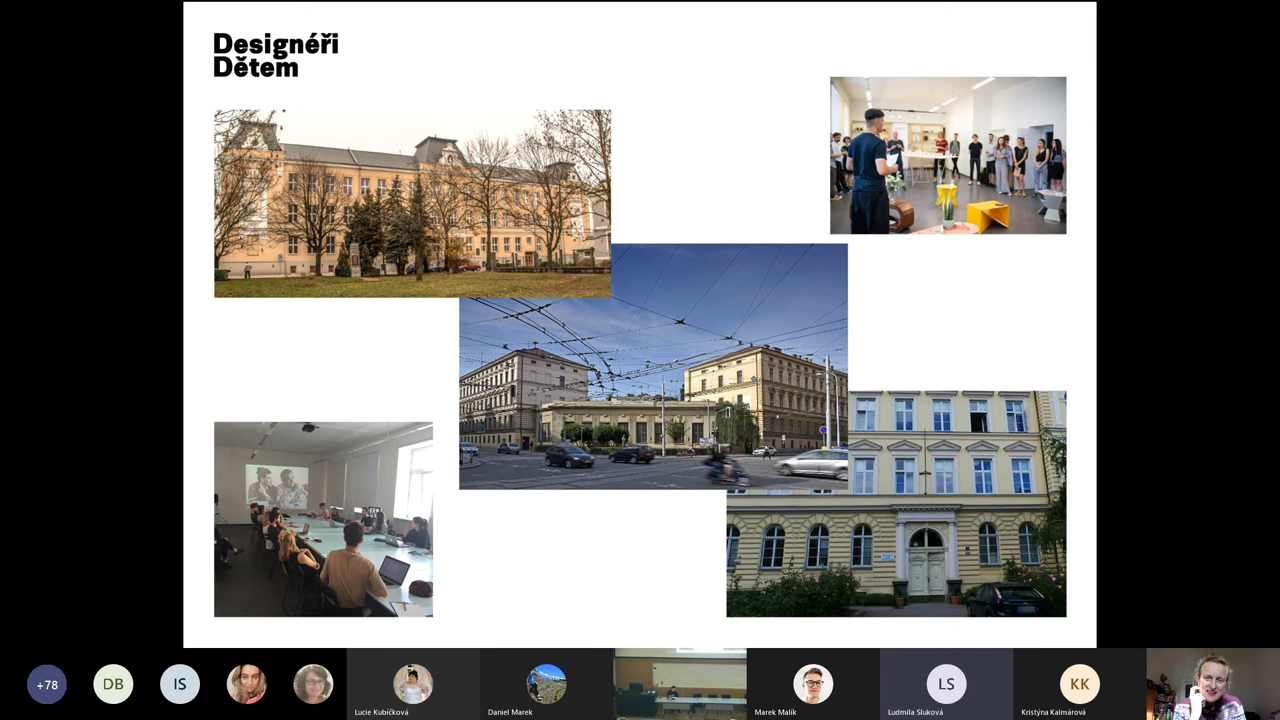 Designéři
Dětem
+78
DB
IS
Lucie Kubíčková
Daniel Marek
Marek Malík
LS
Ludmila Sluková
KK
Kristýna Kalmárová